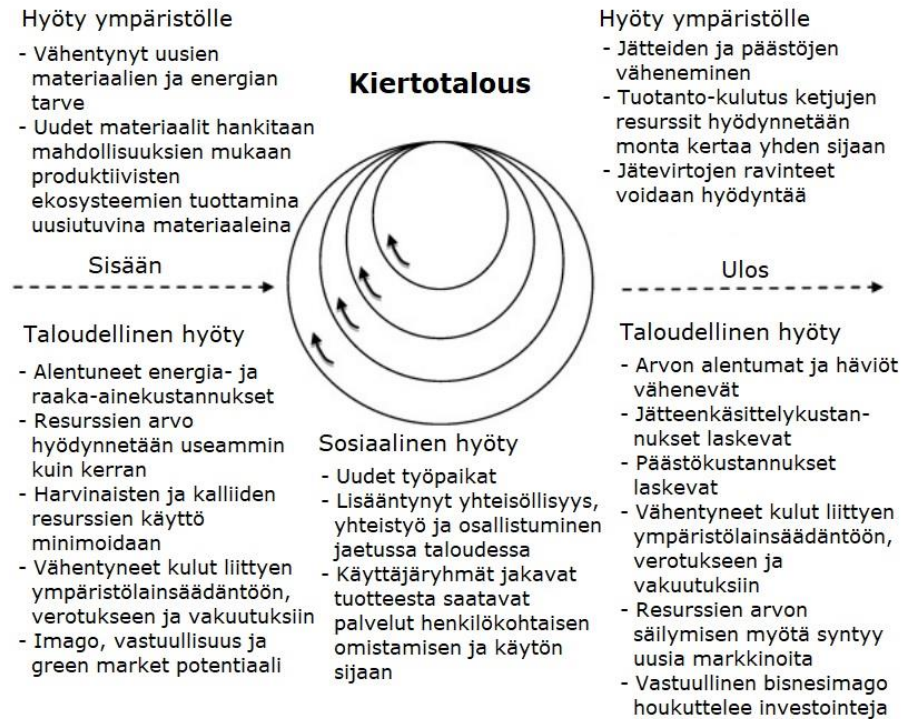 Hyöty ympäristölle
- Vähentynyt uusien
materiaalien ja energian
tarve
- Uudet materiaalit hankitaan
mahdollisuuksien mukaan
produktiivisten
ekosysteemien tuottamina
uusiutuvina materiaaleina
Sisään
Taloudellinen hyöty
- Alentuneet energia- ja
raaka-ainekustannukset
- Resurssien arvo
hyödynnetään useammin
kuin kerran
- Harvinaisten ja kalliiden
resurssien käyttö
minimoidaan
- Vähentyneet kulut liittyen
ympäristölainsäädäntöön,
verotukseen ja vakuutuksiin
- Imago, vastuullisuus ja
green market potentiaali
Kiertotalous
Sosiaalinen hyöty
- Uudet työpaikat
- Lisääntynyt yhteisöllisyys,
yhteistyö ja osallistuminen
jaetussa taloudessa
- Käyttäjäryhmät jakavat
tuotteesta saatavat
palvelut henkilökohtaisen
omistamisen ja käytön
sijaan
Hyöty ympäristölle
- Jätteiden ja päästöjen
väheneminen
- Tuotanto-kulutus ketjujen
resurssit hyödynnetään
monta kertaa yhden sijaan
- Jätevirtojen ravinteet
voidaan hyödyntää
Ulos
Taloudellinen hyöty
- Arvon alentumat ja häviöt
vähenevät
- Jätteenkäsittelykustan-
nukset laskevat
- Päästökustannukset
laskevat
- Vähentyneet kulut liittyen
ympäristölainsäädäntöön,
verotukseen ja
vakuutuksiin
- Resurssien arvon
säilymisen myötä syntyy
uusia markkinoita
- Vastuullinen bisnesimago
houkuttelee investointeja